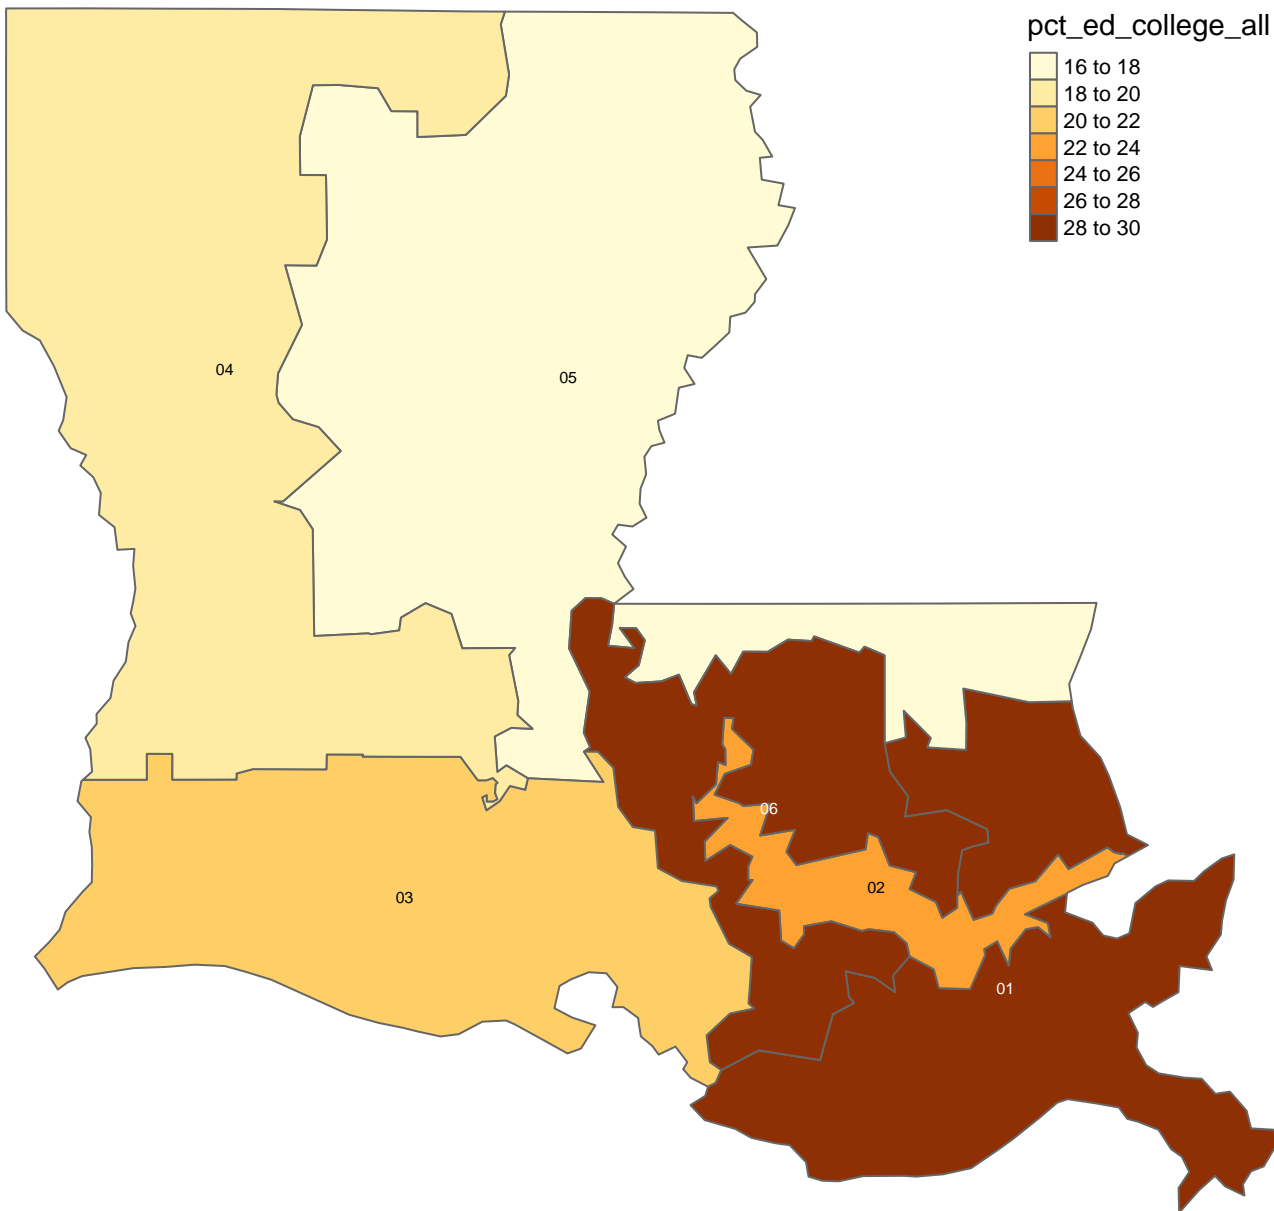 pct_ed_college_all
16 to 18
18 to 20
20 to 22
22 to 24
24 to 26
26 to 28
28 to 30
04
05
06
02
03
01